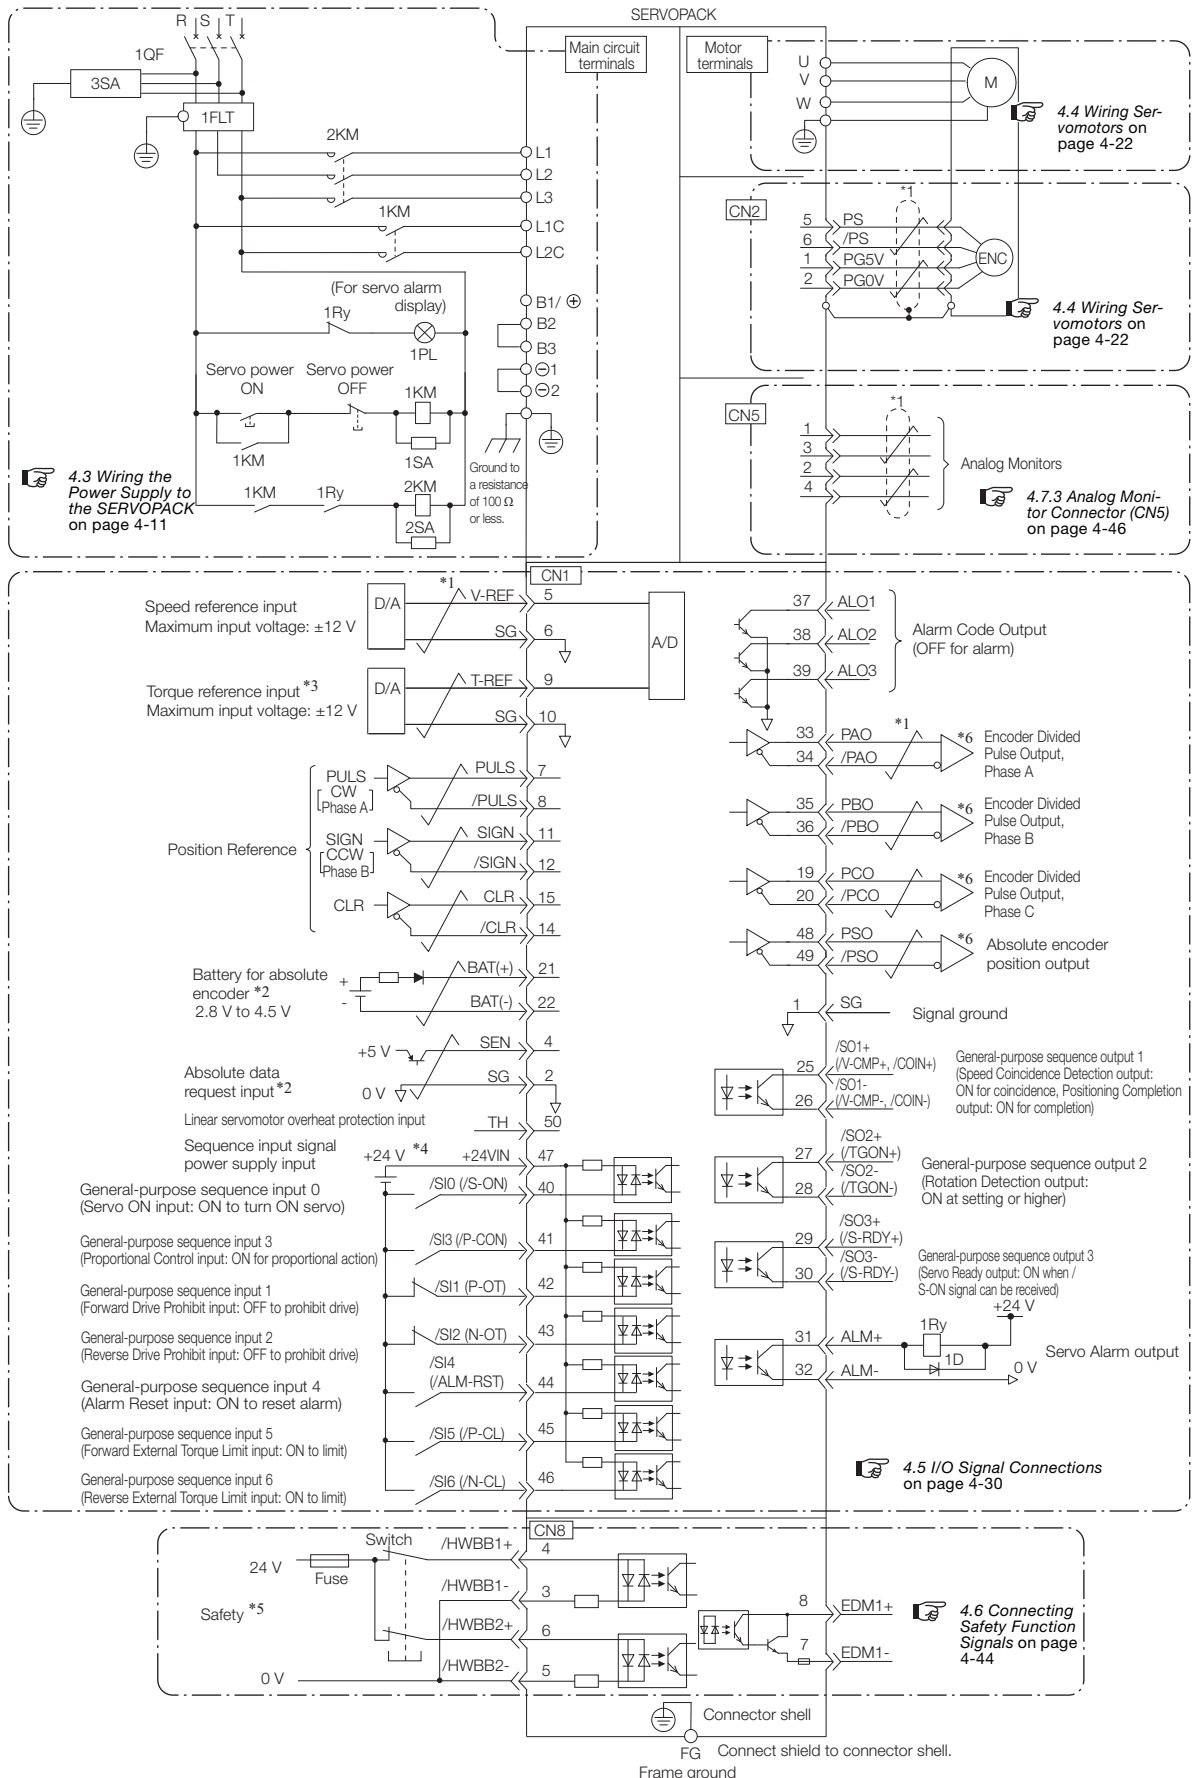 SERVOPACK
R S T
1QF
3SA
1FLT
2KM
1KM
Main circuit
terminals
L1
L2
L3
L1C
L2C
B1/ ⊕
B2
B3
⊖1
⊖2
(For servo alarm
display)
1Ry
1PL
Servo power
ON
Servo power
OFF
1KM
1SA
1KM
1KM
1Ry
2KM
2SA
Ground to
a resistance
of 100 Ω
or less.
4.3 Wiring the
Power Supply to
the SERVOPACK
on page 4-11
Motor
terminals
U
V
W
M
4.4 Wiring Ser-
vomotors on
page 4-22
CN2
*1
5 PS
6 /PS
1 PG5V
2 PG0V
ENC
4.4 Wiring Ser-
vomotors on
page 4-22
CN5
*1
1
3
2
4
Analog Monitors
4.7.3 Analog Moni-
tor Connector (CN5)
on page 4-46
CN1
Speed reference input
Maximum input voltage: ±12 V
D/A
*1
V-REF 5
SG 6
A/D
Torque reference input *3
Maximum input voltage: ±12 V
D/A
T-REF 9
SG 10
Position Reference
PULS
CW
Phase A
PULS 7
/PULS 8
SIGN
CCW
Phase B
SIGN 11
/SIGN 12
CLR
CLR 15
/CLR 14
Battery for absolute
encoder *2
2.8 V to 4.5 V
+
-
BAT(+) 21
BAT(-) 22
Absolute data
request input *2
+5 V
SEN 4
0 V
SG 2
Linear servomotor overheat protection input
TH 50
Sequence input signal
power supply input
+24 V *4
+24VIN 47
General-purpose sequence input 0
(Servo ON input: ON to turn ON servo)
/SI0 (/S-ON) 40
General-purpose sequence input 3
(Proportional Control input: ON for proportional action)
/SI3 (/P-CON) 41
General-purpose sequence input 1
(Forward Drive Prohibit input: OFF to prohibit drive)
/SI1 (P-OT) 42
General-purpose sequence input 2
(Reverse Drive Prohibit input: OFF to prohibit drive)
/SI2 (N-OT) 43
General-purpose sequence input 4
(Alarm Reset input: ON to reset alarm)
/SI4
(/ALM-RST) 44
General-purpose sequence input 5
(Forward External Torque Limit input: ON to limit)
/SI5 (/P-CL) 45
General-purpose sequence input 6
(Reverse External Torque Limit input: ON to limit)
/SI6 (/N-CL) 46
37 ALO1
38 ALO2
39 ALO3
Alarm Code Output
(OFF for alarm)
33 PAO
34 /PAO
*1
*6
Encoder Divided
Pulse Output,
Phase A
35 PBO
36 /PBO
*6
Encoder Divided
Pulse Output,
Phase B
19 PCO
20 /PCO
*6
Encoder Divided
Pulse Output,
Phase C
48 PSO
49 /PSO
*6
Absolute encoder
position output
1 SG
Signal ground
25
/SO1+
(/V-CMP+, /COIN+)
26
/SO1-
(/V-CMP-, /COIN-)
General-purpose sequence output 1
(Speed Coincidence Detection output:
ON for coincidence, Positioning Completion
output: ON for completion)
27
/SO2+
(/TGON+)
28
/SO2-
(/TGON-)
General-purpose sequence output 2
(Rotation Detection output:
ON at setting or higher)
29
/SO3+
(/S-RDY+)
30
/SO3-
(/S-RDY-)
General-purpose sequence output 3
(Servo Ready output: ON when /
S-ON signal can be received)
+24 V
31 ALM+
1Ry
1D
32 ALM-
0 V
Servo Alarm output
4.5 I/O Signal Connections
on page 4-30
CN8
Switch
24 V
Fuse
Safety *5
0 V
/HWBB1+ 4
/HWBB1- 3
/HWBB2+ 6
/HWBB2- 5
8 EDM1+
7 EDM1-
4.6 Connecting
Safety Function
Signals on page
4-44
Connector shell
FG
Connect shield to connector shell.
Frame ground